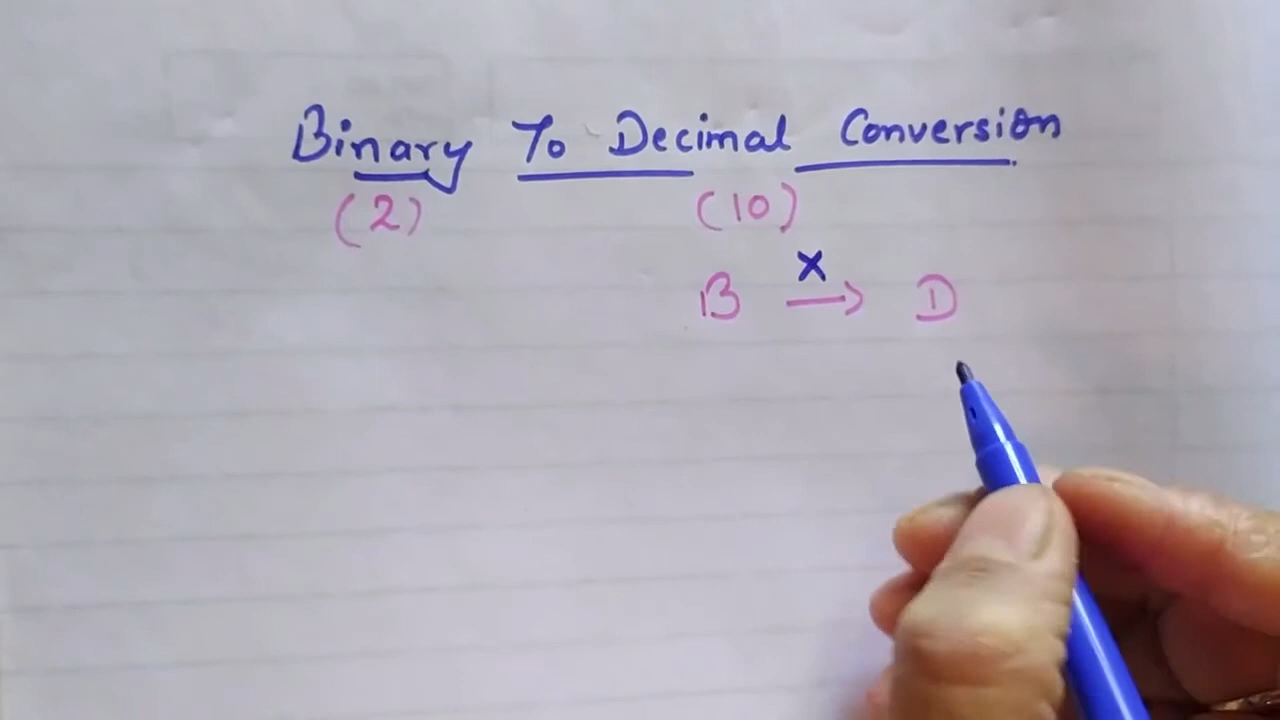 Binary To Decimal Conversion
(2) (10)
X
B → D